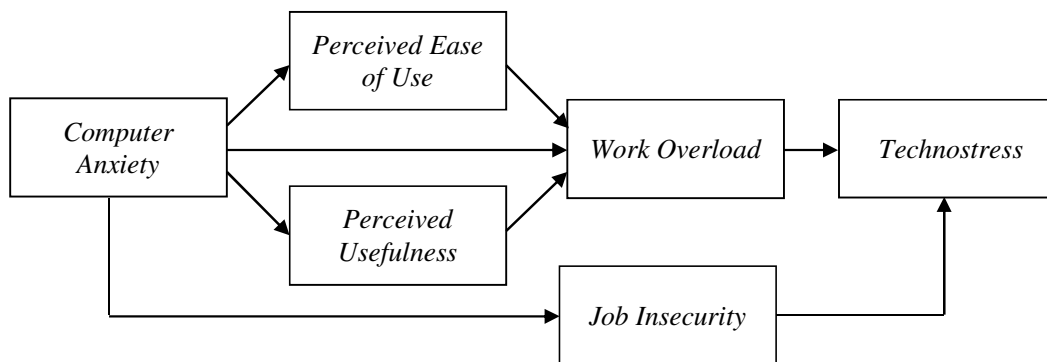 Perceived Ease
of Use
Computer
Anxiety
Work Overload
Technostress
Perceived
Usefulness
Job Insecurity